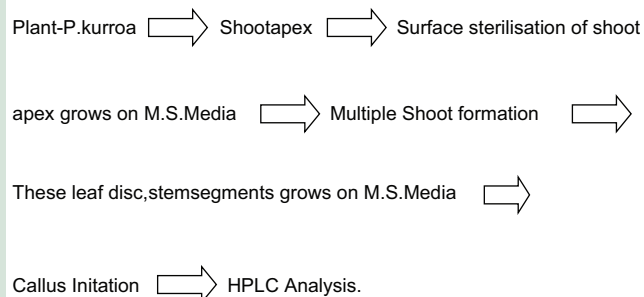 Plant-P.kurroa Shootapex Surface sterilisation of shoot
apex grows on M.S.Media Multiple Shoot formation
These leaf disc,stemsegments grows on M.S.Media
Callus Initation HPLC Analysis.